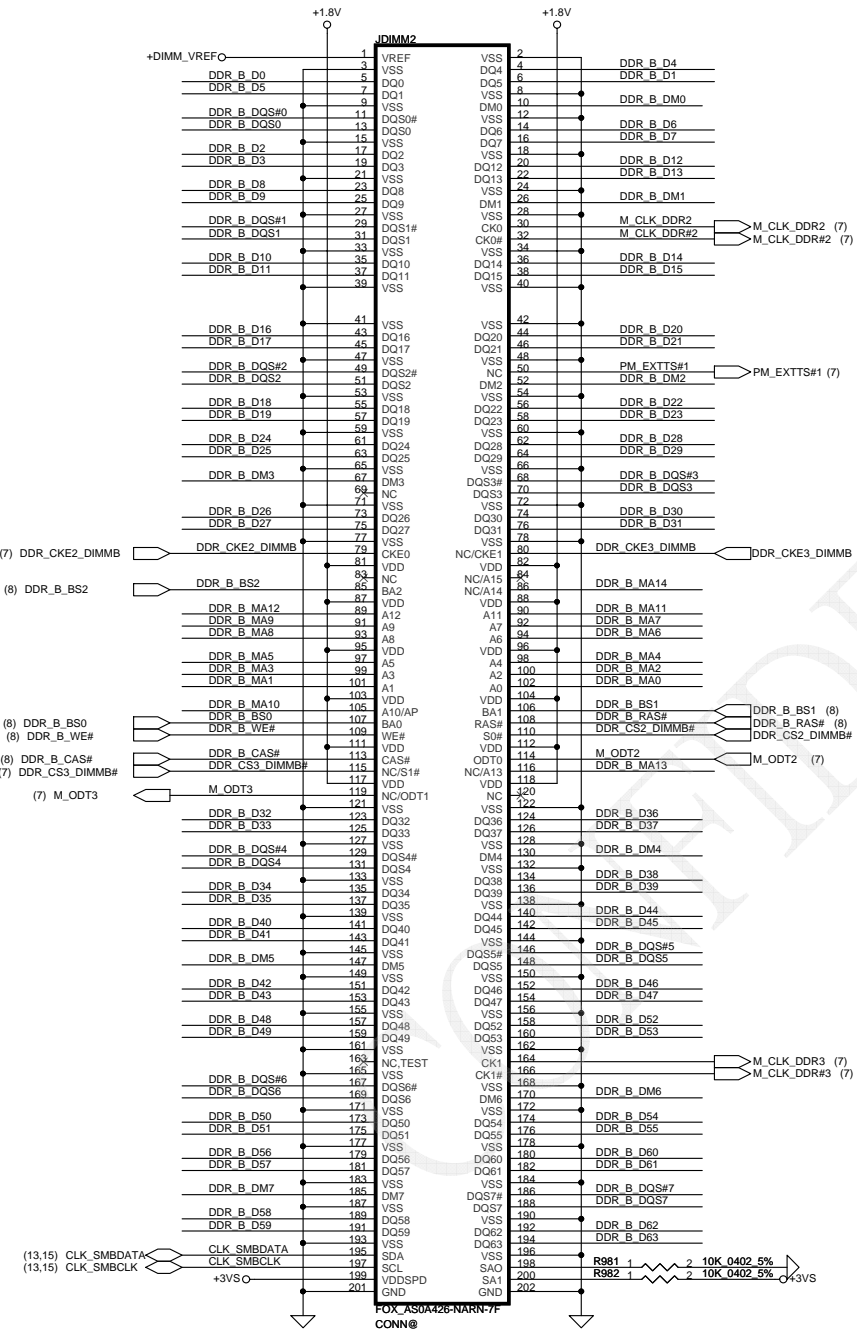 +1.8V +1.8V
JDIMM2
+DIMM_VREF 1 VREF VSS 2
3 VSS DQ4 4 DDR_B_D4
DDR_B_D0 5 DQ0 DQ5 6 DDR_B_D1
DDR_B_D5 7 DQ1 VSS 8
9 VSS DM0 10 DDR_B_DM0
DDR_B_DQS#0 11 DQS0# VSS 12
DDR_B_DQS0 13 DQS0 DQ6 14 DDR_B_D6
15 VSS DQ7 16 DDR_B_D7
DDR_B_D2 17 DQ2 VSS 18
DDR_B_D3 19 DQ3 DQ12 20 DDR_B_D12
21 VSS DQ13 22 DDR_B_D13
DDR_B_D8 23 DQ8 VSS 24
DDR_B_D9 25 DQ9 DM1 26 DDR_B_DM1
27 VSS VSS 28
DDR_B_DQS#1 29 DQS1# CK0 30 M_CLK_DDR2 M_CLK_DDR2 (7)
DDR_B_DQS1 31 DQS1 CK0# 32 M_CLK_DDR#2 M_CLK_DDR#2 (7)
33 VSS VSS 34
DDR_B_D10 35 DQ10 DQ14 36 DDR_B_D14
DDR_B_D11 37 DQ11 DQ15 38 DDR_B_D15
39 VSS VSS 40
41 VSS VSS 42
DDR_B_D16 43 DQ16 DQ20 44 DDR_B_D20
DDR_B_D17 45 DQ17 DQ21 46 DDR_B_D21
47 VSS VSS 48
DDR_B_DQS#2 49 DQS2# NC 50 PM_EXTTS#1 PM_EXTTS#1 (7)
DDR_B_DQS2 51 DQS2 DM2 52 DDR_B_DM2
53 VSS VSS 54
DDR_B_D18 55 DQ18 DQ22 56 DDR_B_D22
DDR_B_D19 57 DQ19 DQ23 58 DDR_B_D23
59 VSS VSS 60
DDR_B_D24 61 DQ24 DQ28 62 DDR_B_D28
DDR_B_D25 63 DQ25 DQ29 64 DDR_B_D29
65 VSS VSS 66
DDR_B_DM3 67 DM3 DQS3# 68 DDR_B_DQS#3
69 NC DQS3 70 DDR_B_DQS3
71 VSS VSS 72
DDR_B_D26 73 DQ26 DQ30 74 DDR_B_D30
DDR_B_D27 75 DQ27 DQ31 76 DDR_B_D31
77 VSS VSS 78
(7) DDR_CKE2_DIMMB DDR_CKE2_DIMMB 79 CKE0 NC/CKE1 80 DDR_CKE3_DIMMB DDR_CKE3_DIMMB
81 VDD VDD 82
83 NC NC/A15 84
(8) DDR_B_BS2 DDR_B_BS2 85 BA2 NC/A14 86 DDR_B_MA14
87 VDD VDD 88
DDR_B_MA12 89 A12 A11 90 DDR_B_MA11
DDR_B_MA9 91 A9 A7 92 DDR_B_MA7
DDR_B_MA8 93 A8 A6 94 DDR_B_MA6
95 VDD VDD 96
DDR_B_MA5 97 A5 A4 98 DDR_B_MA4
DDR_B_MA3 99 A3 A2 100 DDR_B_MA2
DDR_B_MA1 101 A1 A0 102 DDR_B_MA0
103 VDD VDD 104
DDR_B_MA10 105 A10/AP BA1 106 DDR_B_BS1 DDR_B_BS1 (8)
(8) DDR_B_BS0 DDR_B_BS0 107 BA0 RAS# 108 DDR_B_RAS# DDR_B_RAS# (8)
(8) DDR_B_WE# DDR_B_WE# 109 WE# S0# 110 DDR_CS2_DIMMB# DDR_CS2_DIMMB#
111 VDD VDD 112
(8) DDR_B_CAS# DDR_B_CAS# 113 CAS# ODT0 114 M_ODT2 M_ODT2 (7)
(7) DDR_CS3_DIMMB# DDR_CS3_DIMMB# 115 NC/S1# NC/A13 116 DDR_B_MA13
117 VDD VDD 118
(7) M_ODT3 M_ODT3 119 NC/ODT1 NC 120
121 VSS VSS 122
DDR_B_D32 123 DQ32 DQ36 124 DDR_B_D36
DDR_B_D33 125 DQ33 DQ37 126 DDR_B_D37
127 VSS VSS 128
DDR_B_DQS#4 129 DQS4# DM4 130 DDR_B_DM4
DDR_B_DQS4 131 DQS4 VSS 132
133 VSS DQ38 134 DDR_B_D38
DDR_B_D34 135 DQ34 DQ39 136 DDR_B_D39
DDR_B_D35 137 DQ35 VSS 138
139 VSS DQ44 140 DDR_B_D44
DDR_B_D40 141 DQ40 DQ45 142 DDR_B_D45
DDR_B_D41 143 DQ41 VSS 144
145 VSS DQS5# 146 DDR_B_DQS#5
DDR_B_DM5 147 DM5 DQS5 148 DDR_B_DQS5
149 VSS VSS 150
DDR_B_D42 151 DQ42 DQ46 152 DDR_B_D46
DDR_B_D43 153 DQ43 DQ47 154 DDR_B_D47
155 VSS VSS 156
DDR_B_D48 157 DQ48 DQ52 158 DDR_B_D52
DDR_B_D49 159 DQ49 DQ53 160 DDR_B_D53
161 VSS VSS 162
163 NC,TEST CK1 164 M_CLK_DDR3 (7)
165 VSS CK1# 166 M_CLK_DDR#3 (7)
DDR_B_DQS#6 167 DQS6# VSS 168
DDR_B_DQS6 169 DQS6 DM6 170 DDR_B_DM6
171 VSS VSS 172
DDR_B_D50 173 DQ50 DQ54 174 DDR_B_D54
DDR_B_D51 175 DQ51 DQ55 176 DDR_B_D55
177 VSS VSS 178
DDR_B_D56 179 DQ56 DQ60 180 DDR_B_D60
DDR_B_D57 181 DQ57 DQ61 182 DDR_B_D61
183 VSS VSS 184
DDR_B_DM7 185 DM7 DQS7# 186 DDR_B_DQS#7
187 VSS DQS7 188 DDR_B_DQS7
DDR_B_D58 189 DQ58 VSS 190
DDR_B_D59 191 DQ59 DQ62 192 DDR_B_D62
193 VSS DQ63 194 DDR_B_D63
(13,15) CLK_SMBDATA CLK_SMBDATA 195 SDA VSS 196
(13,15) CLK_SMBCLK CLK_SMBCLK 197 SCL SAO 198 R981 1 2 10K_0402_5%
+3VS 199 VDDSPD SA1 200 R982 1 2 10K_0402_5% +3VS
201 GND GND 202
FOX_AS0A426-NARN-7F
CONN@